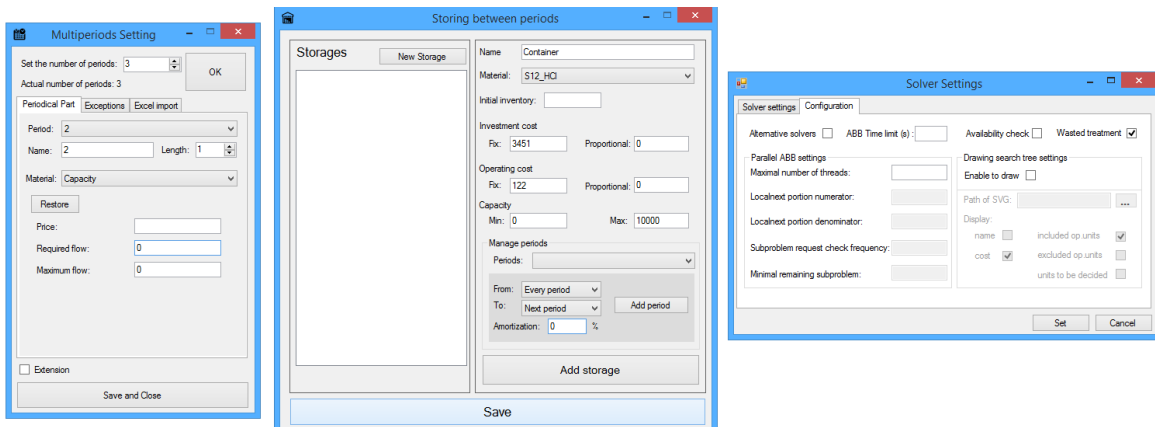 Multiperiods Setting
Set the number of periods: 3
OK
Actual number of periods: 3
Periodical Part Exceptions Excel import
Period: 2
Name: 2 Length: 1
Material: Capacity
Restore
Price:
Required flow: 0
Maximum flow: 0
Extension
Save and Close
Storing between periods
Storages New Storage
Name Container
Material: S12_HCl
Initial inventory:
Investment cost
Fix: 3451 Proportional: 0
Operating cost
Fix: 122 Proportional: 0
Capacity
Min: 0 Max: 10000
Manage periods
Periods:
From: Every period
To: Next period Add period
Amortization: 0 %
Add storage
Save
Solver Settings
Solver settings Configuration
Alternative solvers ABB Time limit (s) : Availability check Wasted treatment
Parallel ABB settings
Maximal number of threads:
Localnext portion numerator:
Localnext portion denominator:
Subproblem request check frequency:
Minimal remaining subproblem:
Drawing search tree settings
Enable to draw
Path of SVG: ...
Display:
name included op.units
cost excluded op.units
units to be decided
Set Cancel